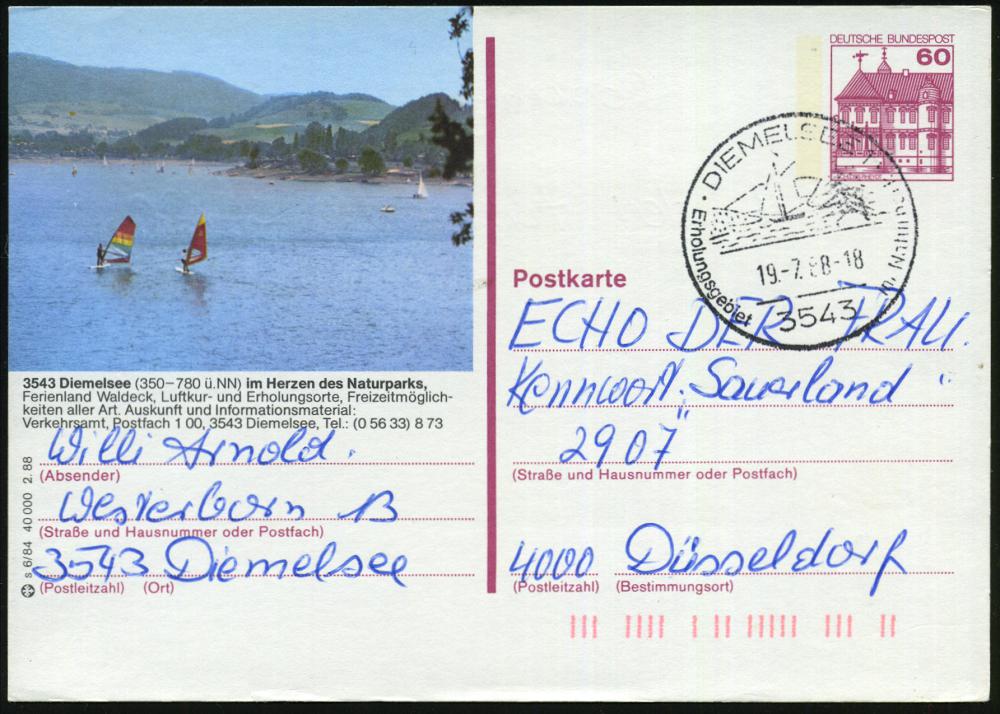 DEUTSCHE BUNDESPOST
60
DIEMELSEE
Erholungsgebiet
19.-7.88-18
3543
3543 Diemelsee (350–780 ü.NN) im Herzen des Naturparks,
Ferienland Waldeck, Luftkur- und Erholungsorte, Freizeitmöglich-
keiten aller Art. Auskunft und Informationsmaterial:
Verkehrsamt, Postfach 1 00, 3543 Diemelsee, Tel.: (0 56 33) 8 73
Willi Arnold.
(Absender)
(Straße und Hausnummer oder Postfach)
3543 Diemelsee
(Postleitzahl) (Ort)
s 6/84 40 000 2.88
Postkarte
ECHO DER FRAU.
Kennwort: "Sauerland"
2907
(Straße und Hausnummer oder Postfach)
4000 Düsseldorf
(Postleitzahl) (Bestimmungsort)